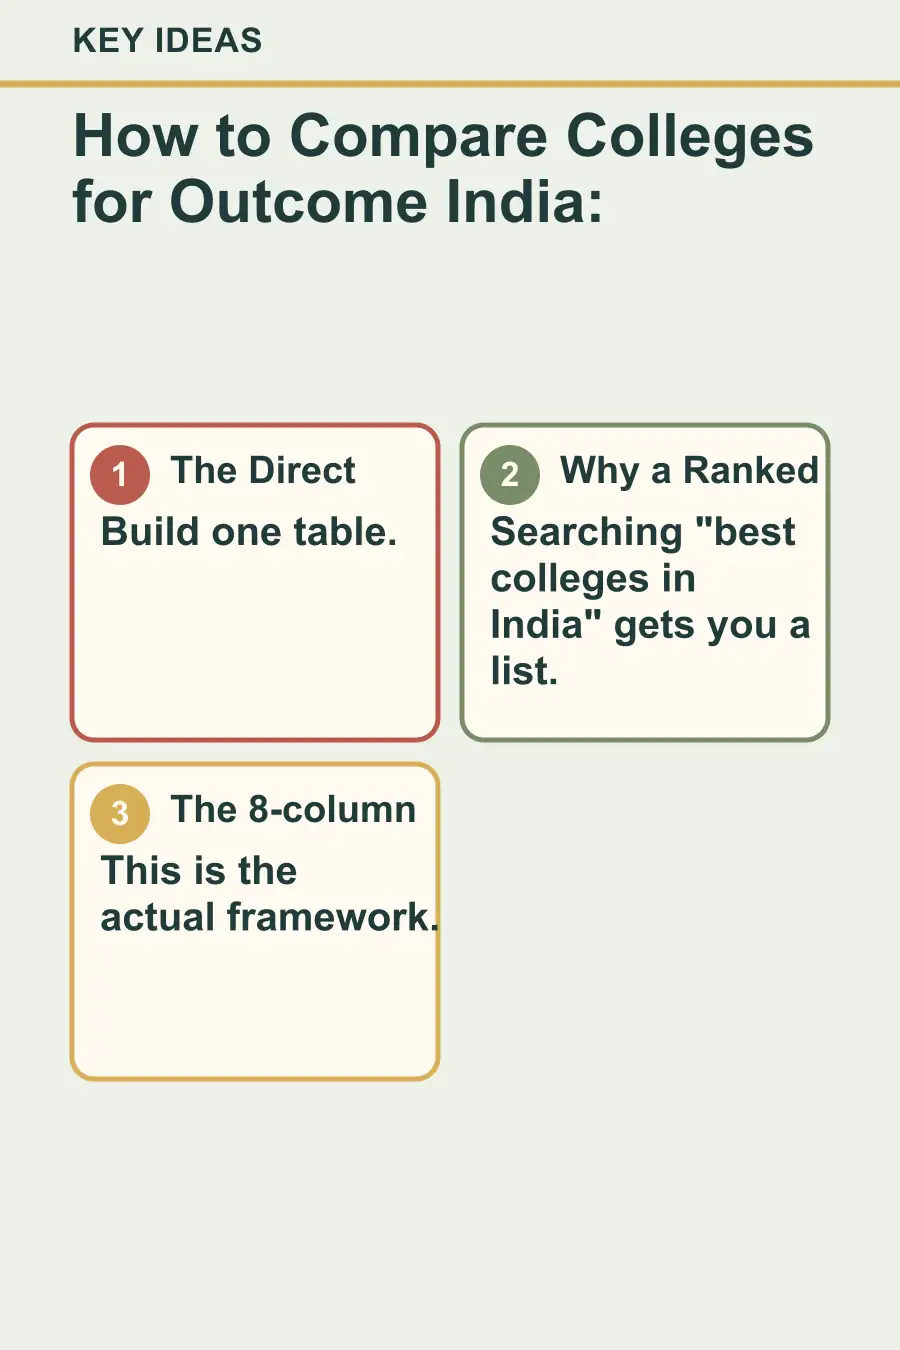 KEY IDEAS
How to Compare Colleges
for Outcome India:
1 The Direct
Build one table.
2 Why a Ranked
Searching "best
colleges in
India" gets you a
list.
3 The 8-column
This is the
actual framework.